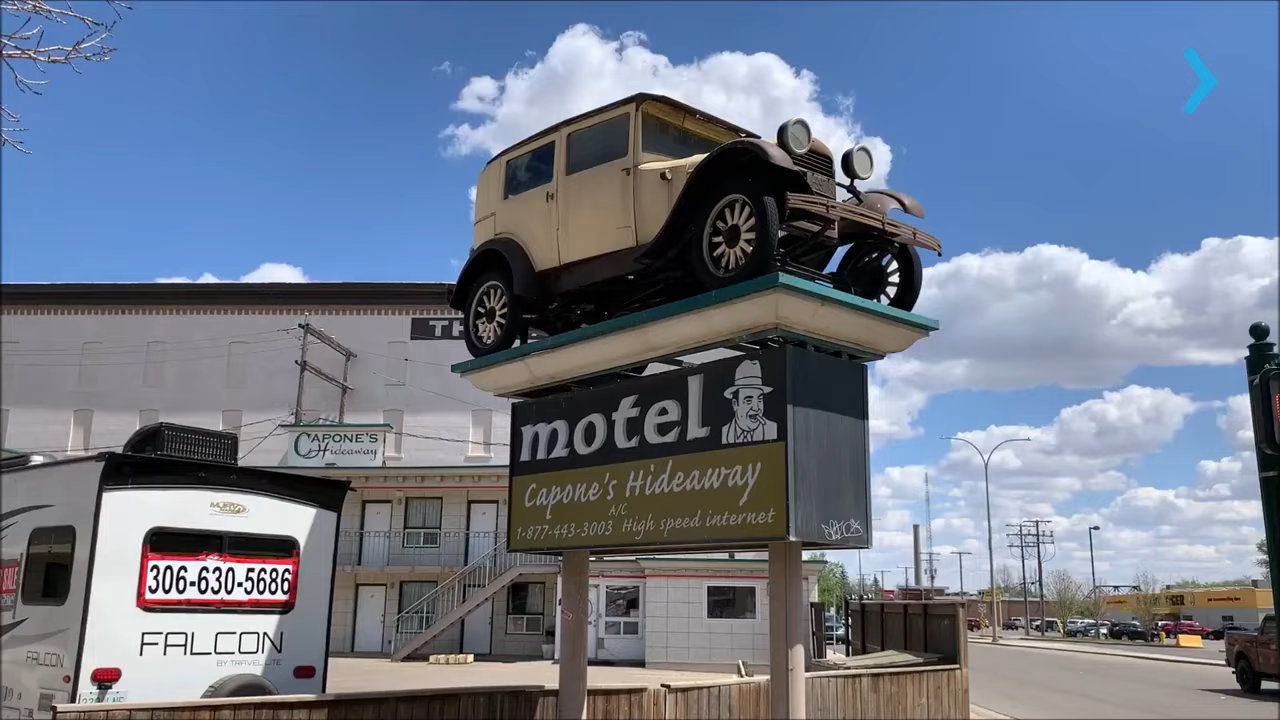 TH
CAPONE'S
Hideaway
motel
Capone's Hideaway
A/C
1-877-443-3003 High speed internet
306-630-5686
FALCON
BY TRAVEL LITE
FALCON
SALE